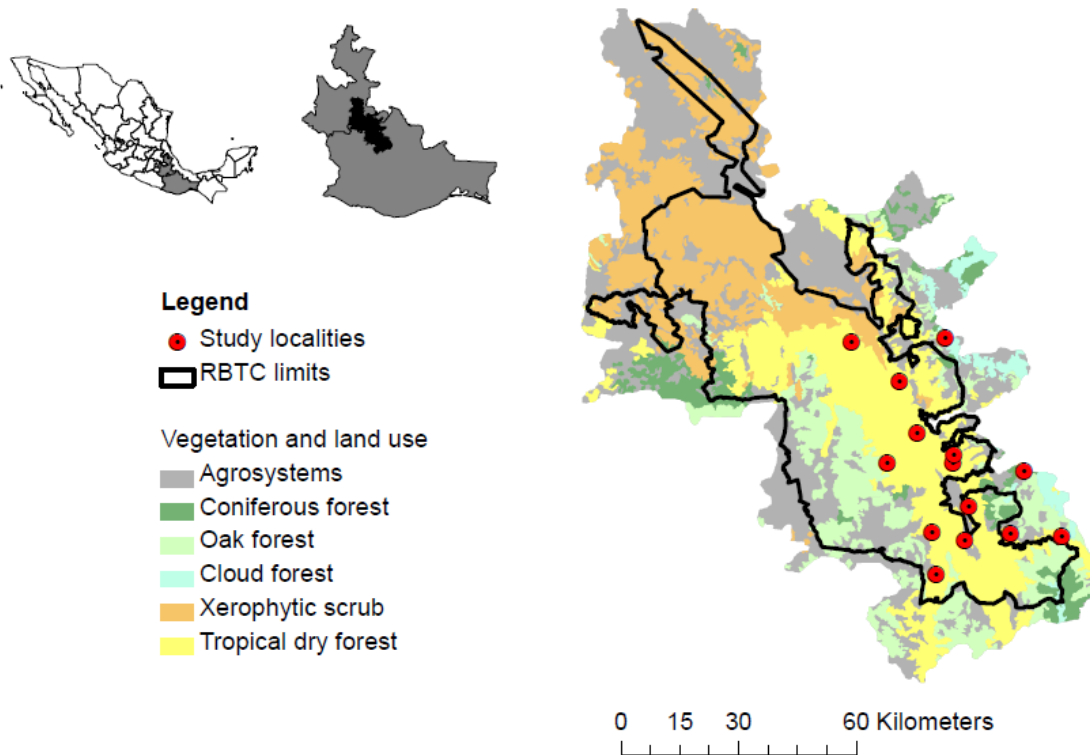 Legend
Study localities
RBTC limits
Vegetation and land use
Agrosystems
Coniferous forest
Oak forest
Cloud forest
Xerophytic scrub
Tropical dry forest
0 15 30 60 Kilometers